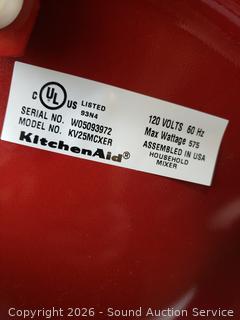 C UL US LISTED
93N4
SERIAL NO. W05093972
MODEL NO. KV25MCXER
KitchenAid®
120 VOLTS 60 Hz
Max Wattage 575
ASSEMBLED IN USA
HOUSEHOLD
MIXER
Copyright 2026 - Sound Auction Service